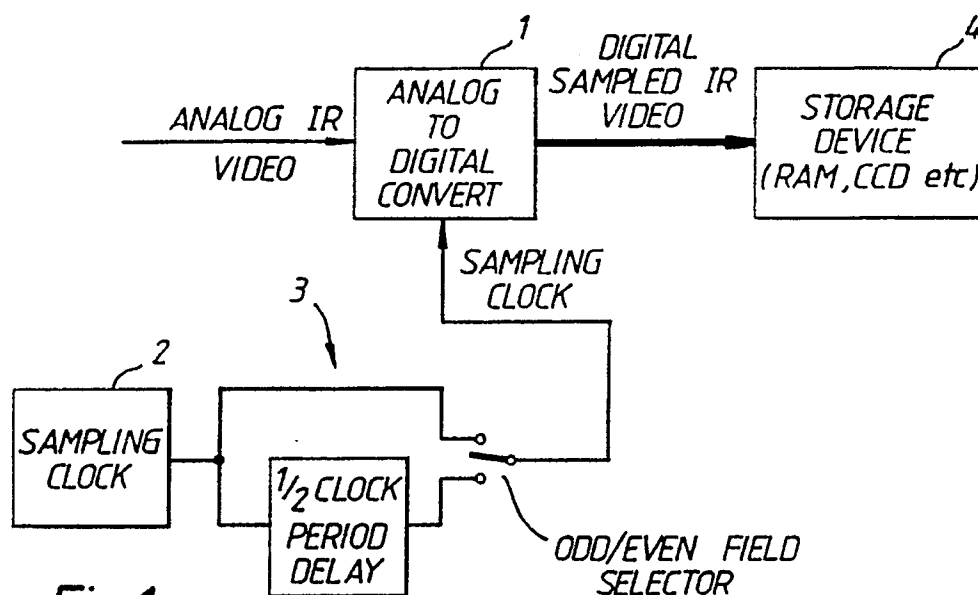 1
ANALOG TO DIGITAL CONVERT
ANALOG IR
VIDEO
DIGITAL
SAMPLED IR
VIDEO
4
STORAGE
DEVICE
(RAM, CCD etc)
SAMPLING
CLOCK
3
2
SAMPLING
CLOCK
1/2 CLOCK
PERIOD
DELAY
ODD/EVEN FIELD
SELECTOR